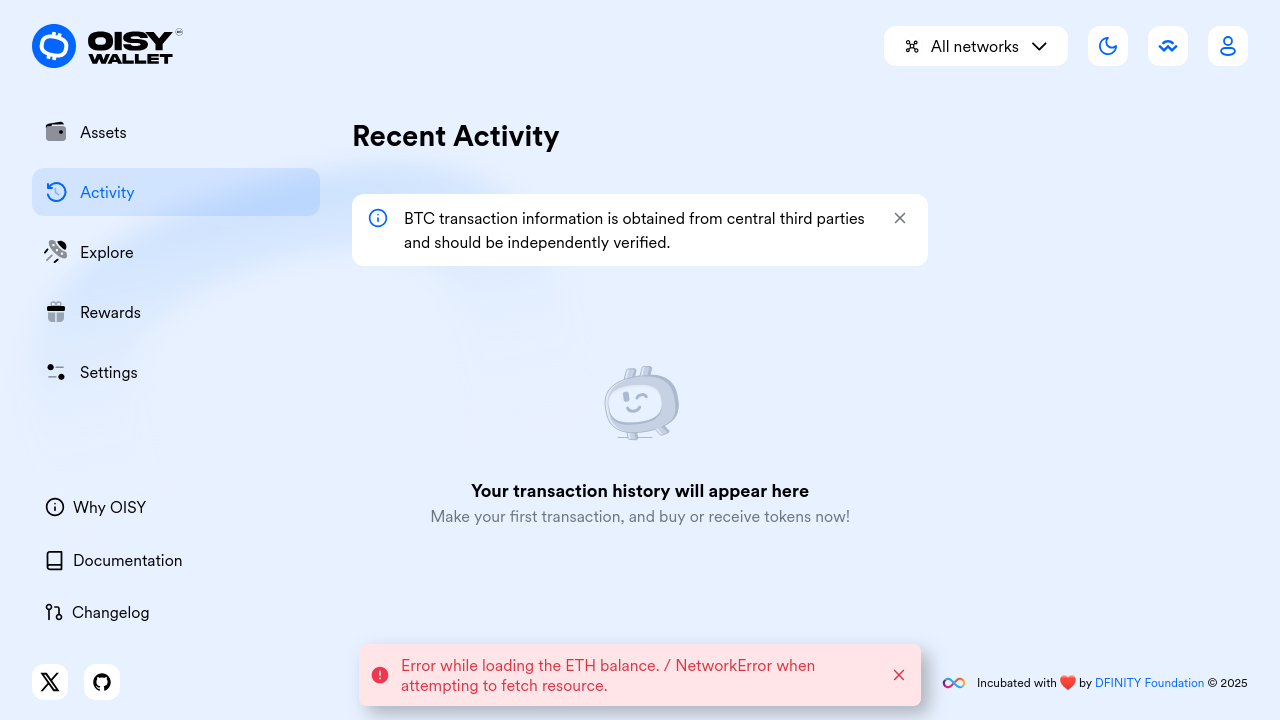 OISY
WALLET
All networks
Assets
Activity
Explore
Rewards
Settings
Why OISY
Documentation
Changelog
Recent Activity
BTC transaction information is obtained from central third parties
and should be independently verified.
Your transaction history will appear here
Make your first transaction, and buy or receive tokens now!
Error while loading the ETH balance. / NetworkError when
attempting to fetch resource.
Incubated with ❤️ by DFINITY Foundation © 2025